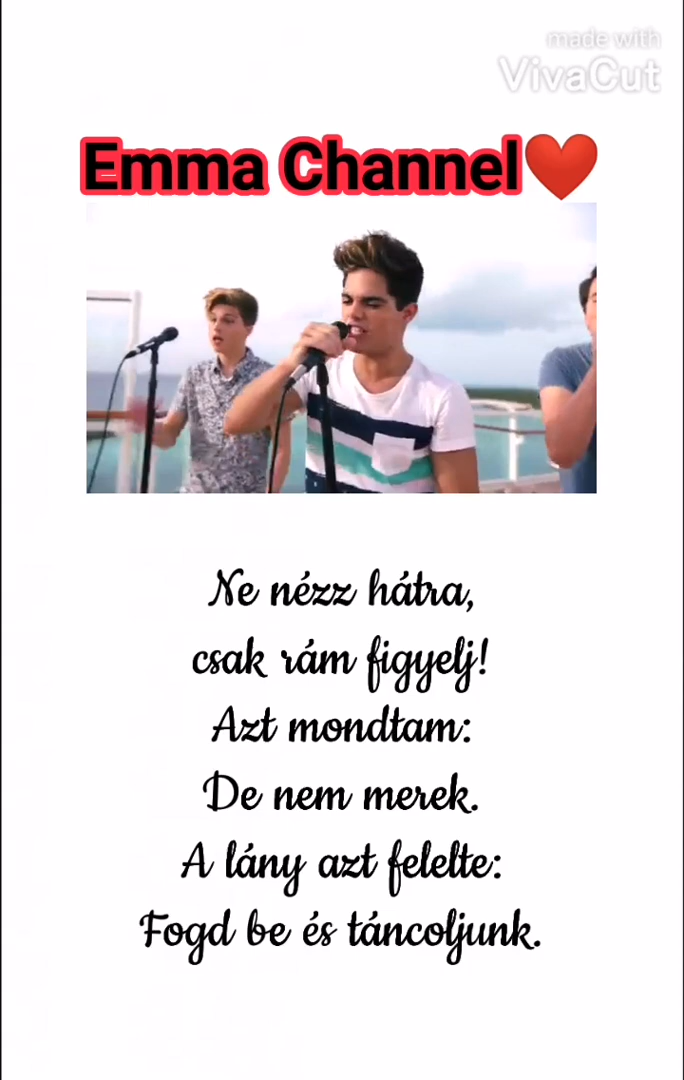 made with
VivaCut
Emma Channel❤️
Ne nézz hátra,
csak rám figyelj!
Azt mondtam:
De nem merek.
A lány azt felelte:
Fogd be és táncoljunk.